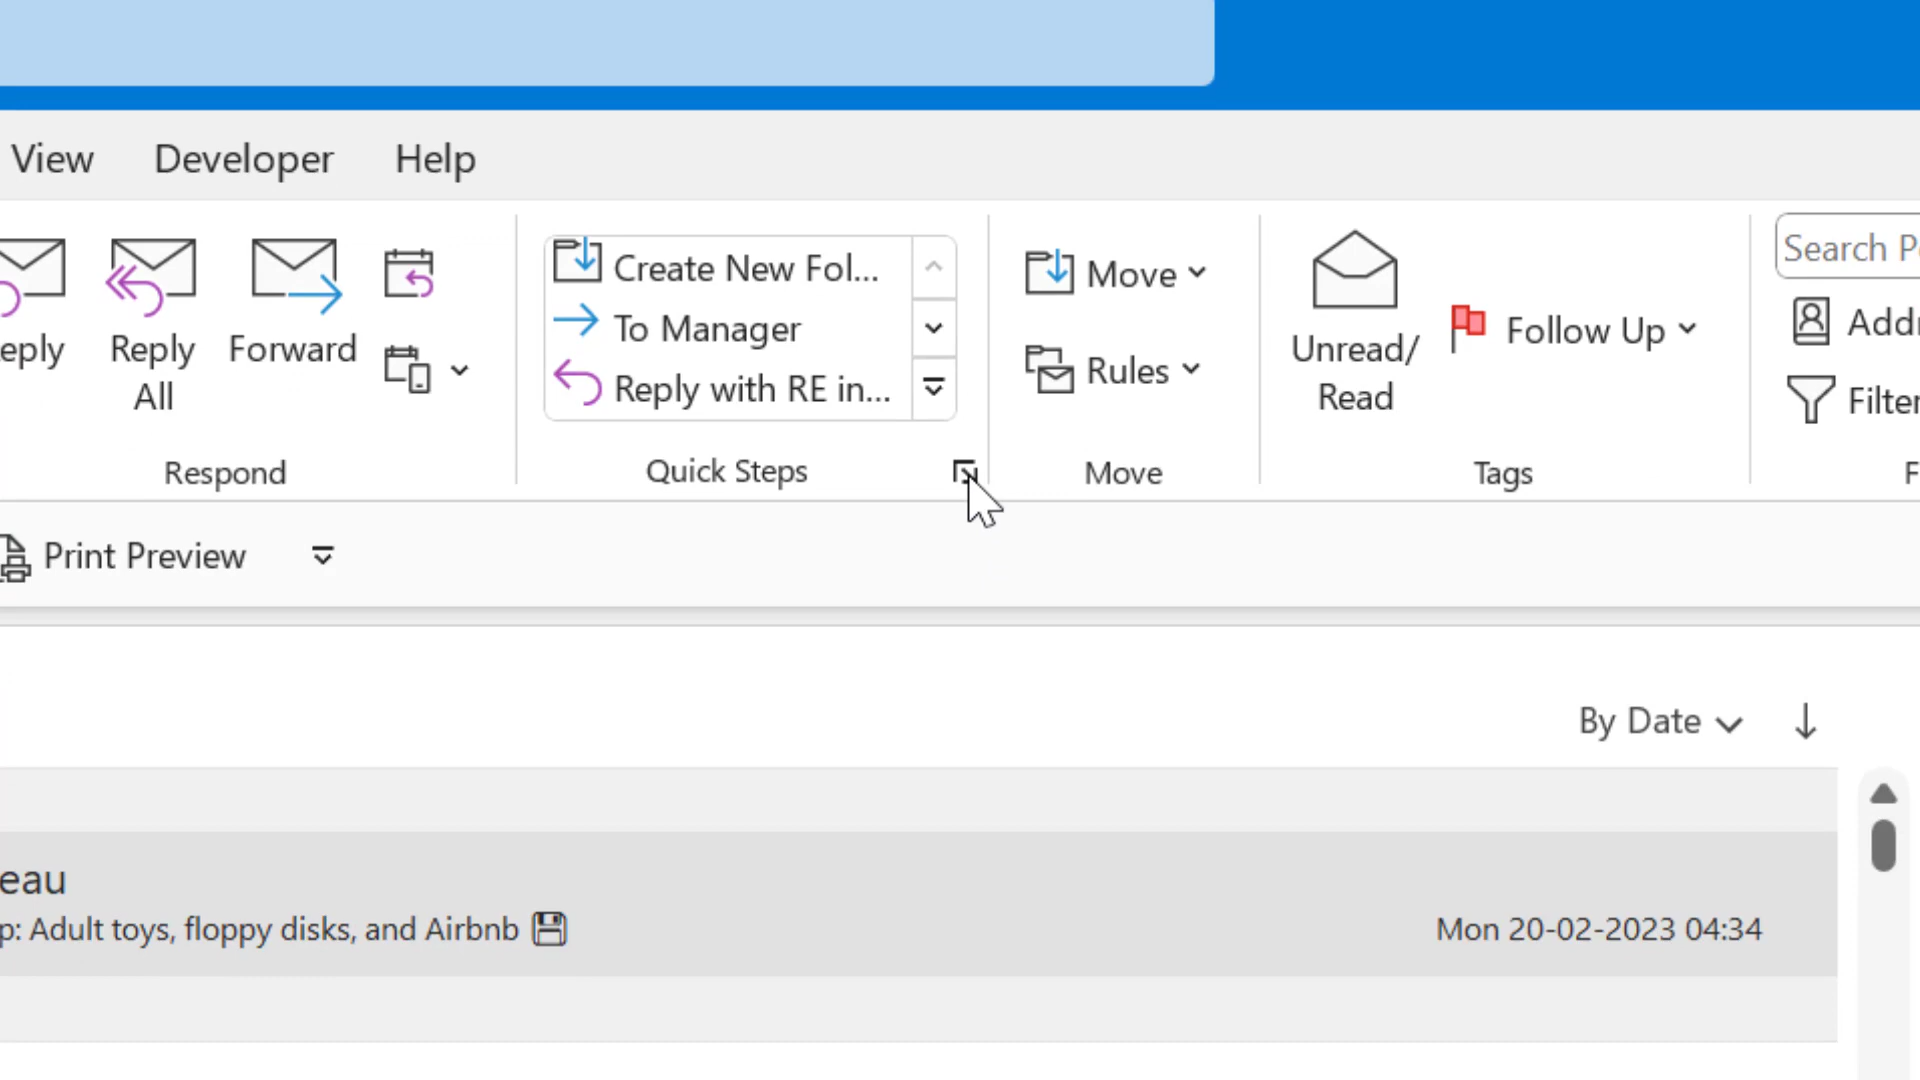 View Developer Help
Create New Fol...
To Manager
Reply with RE in...
Move
Rules
Unread/
Read
Follow Up
Search P
Addr
Filter
eply
Reply
All
Forward
Respond
Quick Steps
Move
Tags
F
Print Preview
By Date
eau
p: Adult toys, floppy disks, and Airbnb
Mon 20-02-2023 04:34